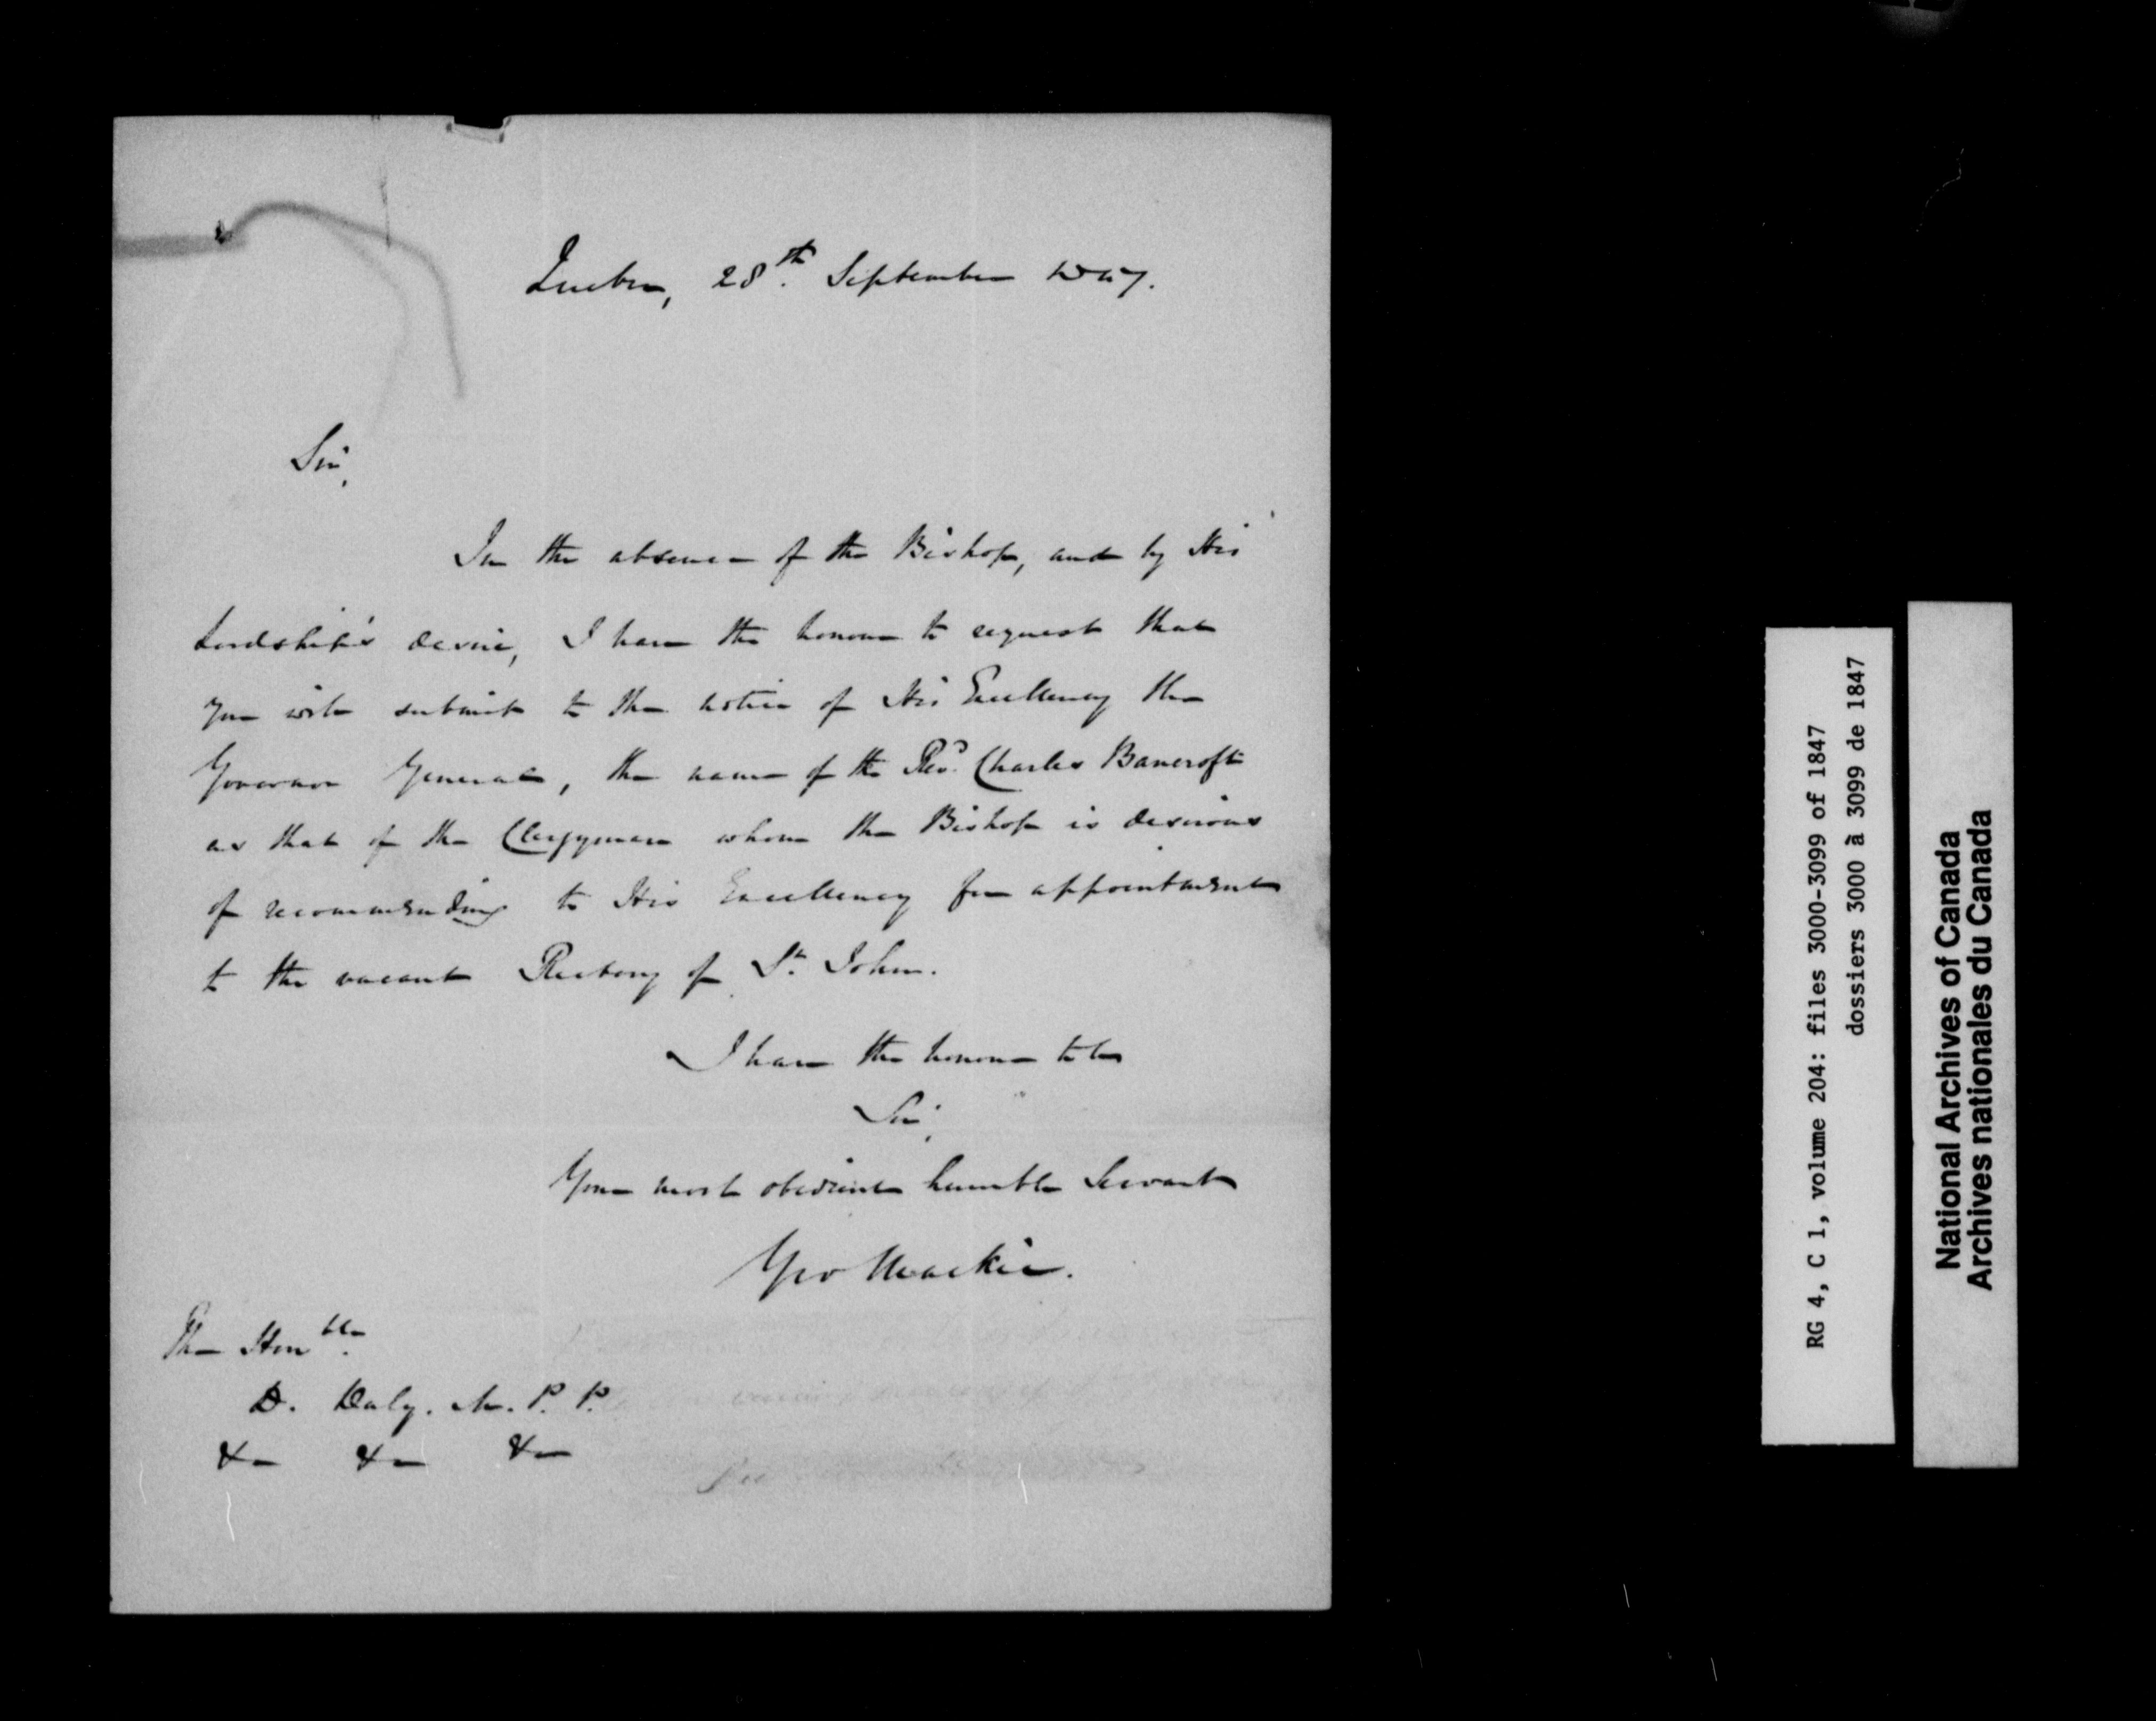 Quebec, 28th. September 1847.
Sir,
In the absence of the Bishop, and by His
Lordship's desire, I have the honour to request that
you will submit to the notice of His Excellency the
Governor General, the name of the Revd. Charles Bancroft
as that of the Clergyman whom the Bishop is desirous
of recommending to His Excellency for appointment
to the vacant Rectory of St. John.
I have the honour to be
Sir,
Your most obedient humble Servant
Geo Mackie.
The Honble.
D. Daly. M. P. P.
&c &c &c
RG 4, C 1, volume 204: files 3000-3099 of 1847
dossiers 3000 à 3099 de 1847
National Archives of Canada
Archives nationales du Canada